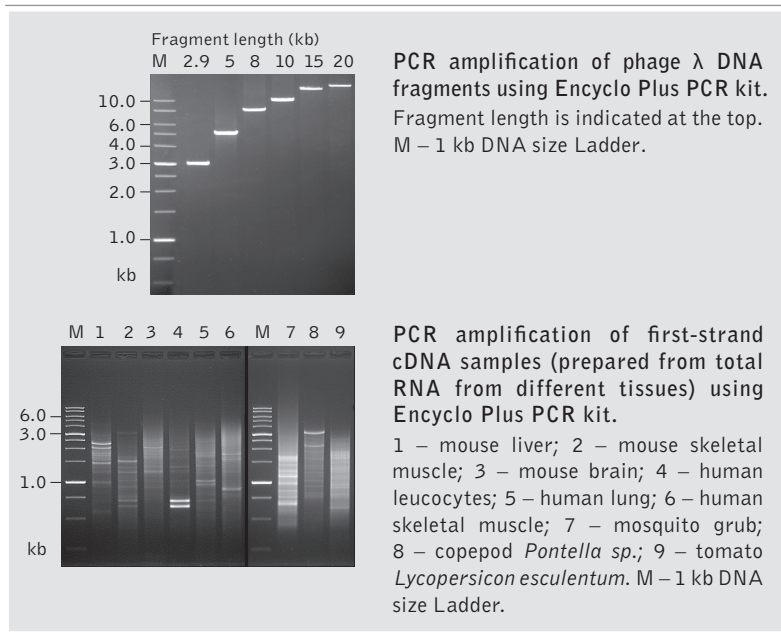 Fragment length (kb)
M 2.9 5 8 10 15 20
10.0
6.0
4.0
3.0
2.0
1.0
kb
PCR amplification of phage λ DNA
fragments using Encyclo Plus PCR kit.
Fragment length is indicated at the top.
M – 1 kb DNA size Ladder.
M 1 2 3 4 5 6 M 7 8 9
6.0
3.0
1.0
kb
PCR amplification of first-strand
cDNA samples (prepared from total
RNA from different tissues) using
Encyclo Plus PCR kit.
1 – mouse liver; 2 – mouse skeletal
muscle; 3 – mouse brain; 4 – human
leucocytes; 5 – human lung; 6 – human
skeletal muscle; 7 – mosquito grub;
8 – copepod Pontella sp.; 9 – tomato
Lycopersicon esculentum. M – 1 kb DNA
size Ladder.